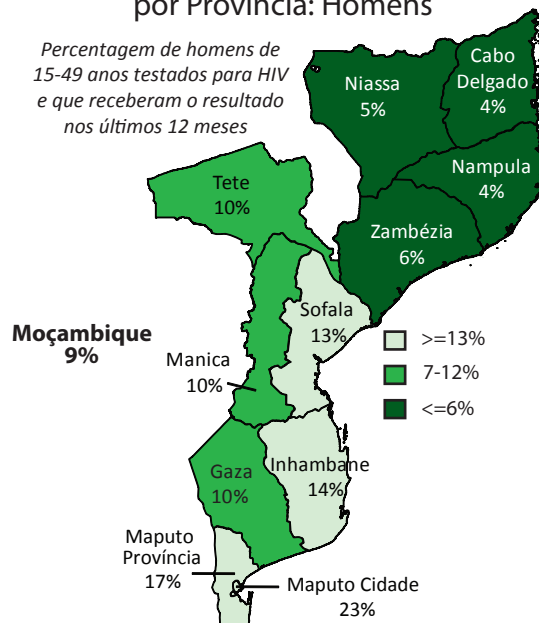 por Província: Homens
Percentagem de homens de
15-49 anos testados para HIV
e que receberam o resultado
nos últimos 12 meses
Cabo
Delgado
4%
Niassa
5%
Nampula
4%
Tete
10%
Zambézia
6%
Sofala
13%
Moçambique
9%
Manica
10%
>=13%
7-12%
<=6%
Gaza
10%
Inhambane
14%
Maputo
Província
17%
Maputo Cidade
23%